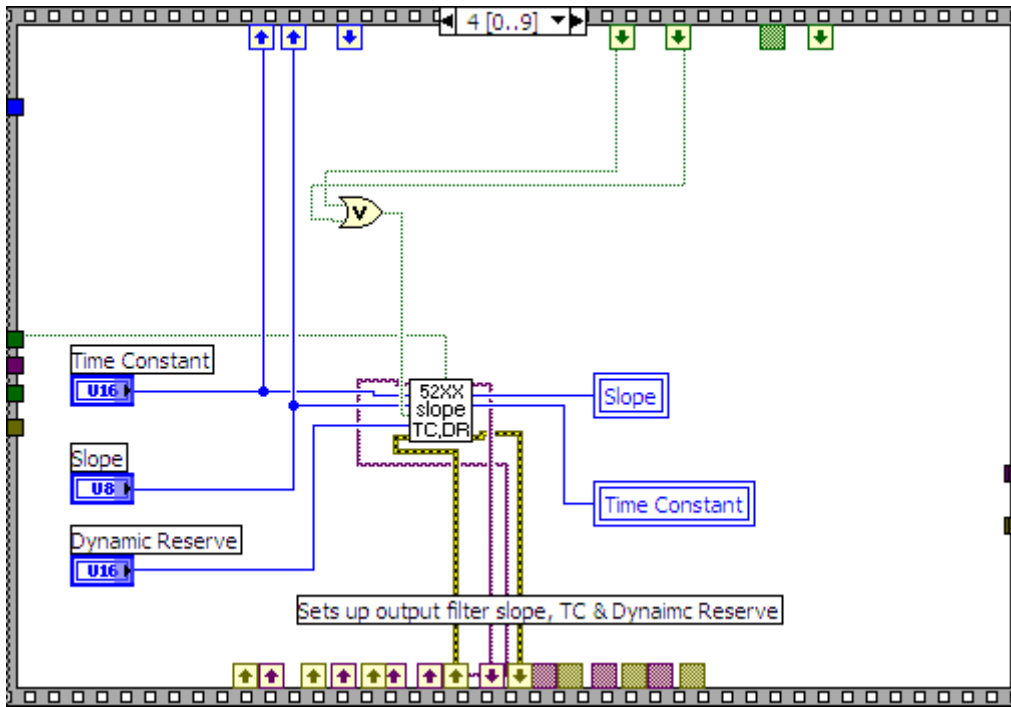 4 [0..9]
V
Time Constant
U16
52XX
slope
TC,DR
Slope
Slope
U8
Time Constant
Dynamic Reserve
U16
Sets up output filter slope, TC & Dynaimc Reserve